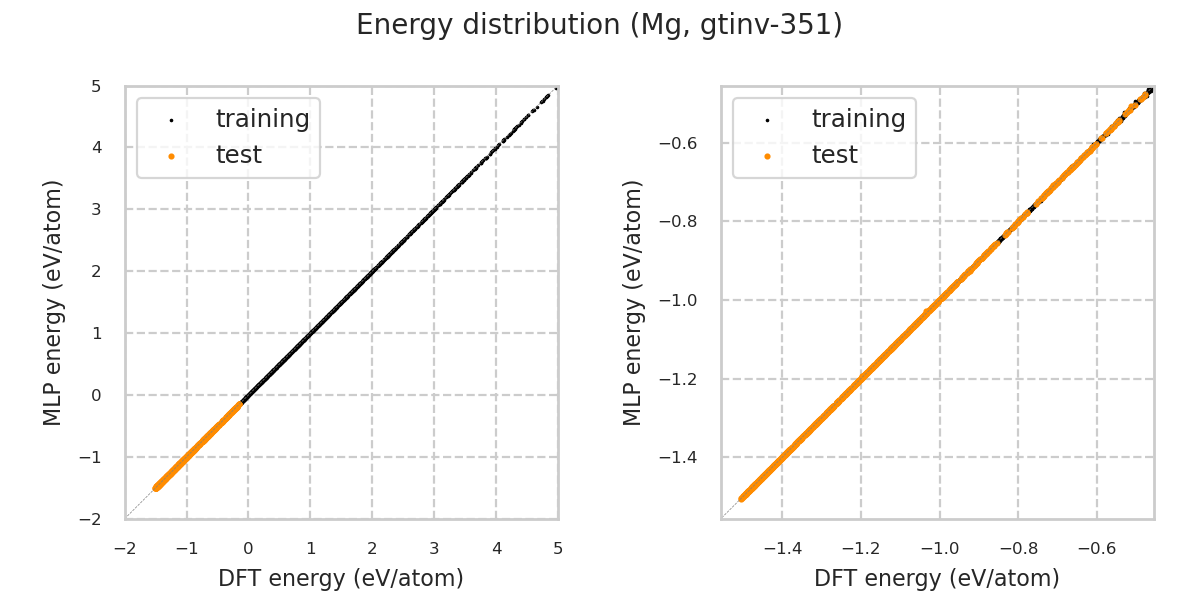 Energy distribution (Mg, gtinv-351)
MLP energy (eV/atom)
5
4
3
2
1
0
−1
−2
training
test
−2 −1 0 1 2 3 4 5
DFT energy (eV/atom)
MLP energy (eV/atom)
−0.6
−0.8
−1.0
−1.2
−1.4
training
test
−1.4 −1.2 −1.0 −0.8 −0.6
DFT energy (eV/atom)